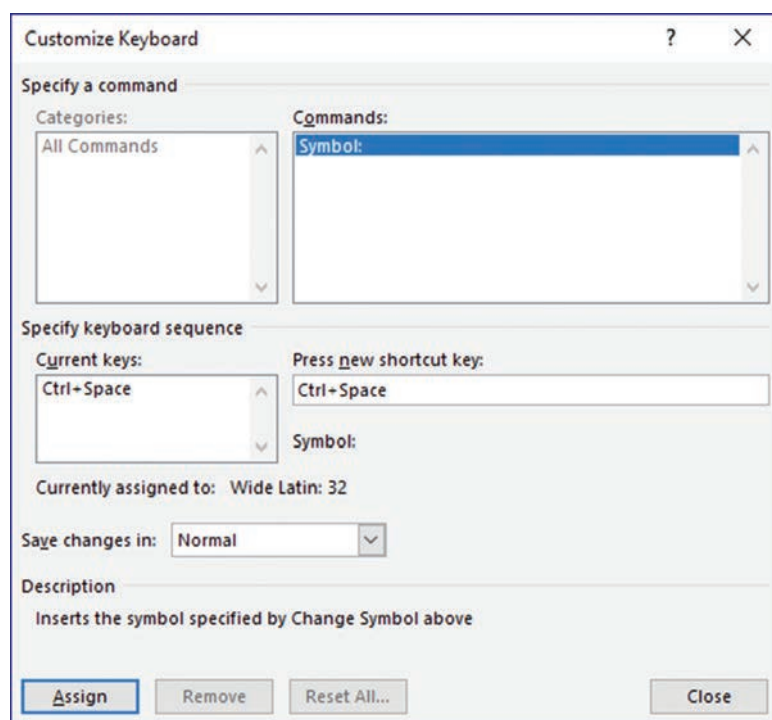 Customize Keyboard ?
Specify a command
Categories: Commands:
All Commands Symbol:
Specify keyboard sequence
Current keys: Press new shortcut key:
Ctrl+Space Ctrl+Space
Symbol:
Currently assigned to: Wide Latin: 32
Save changes in: Normal
Description
Inserts the symbol specified by Change Symbol above
Assign Remove Reset All... Close